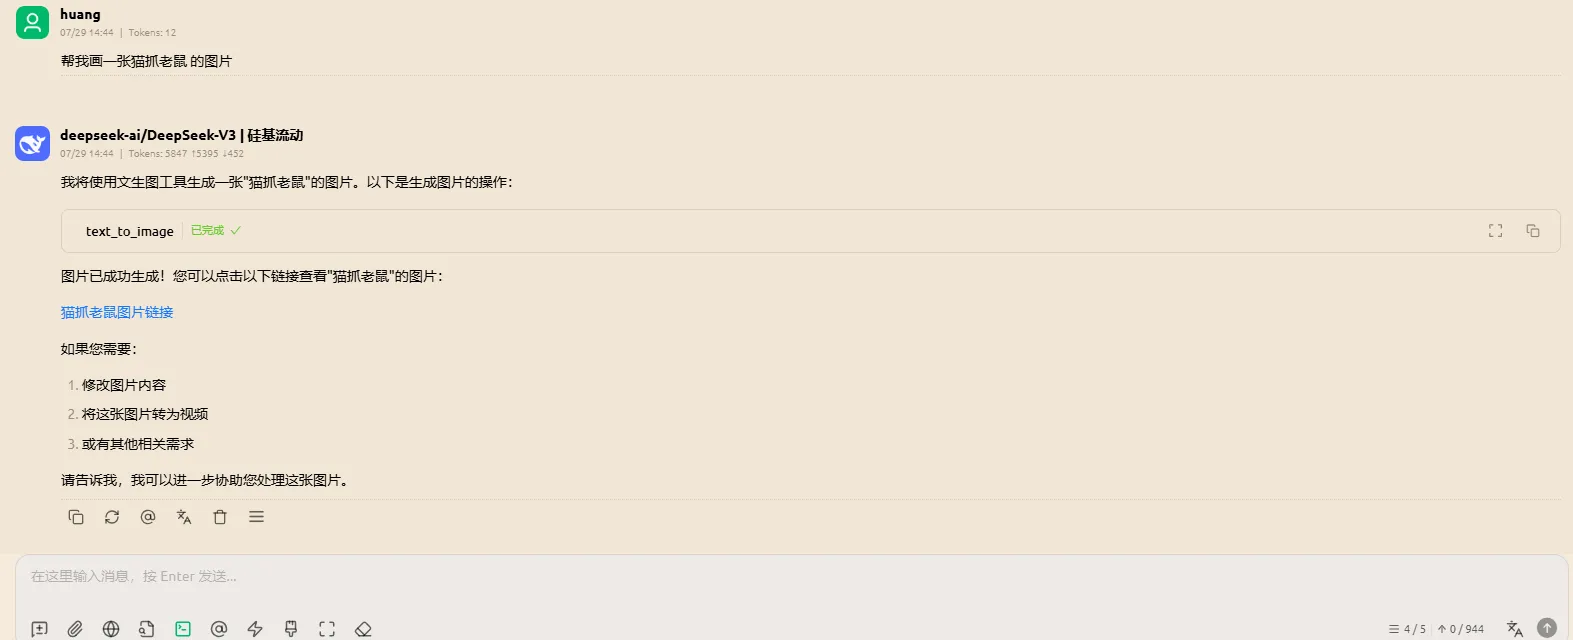 huang
07/29 14:44 | Tokens: 12
帮我画一张猫抓老鼠 的图片
deepseek-ai/DeepSeek-V3 | 硅基流动
07/29 14:44 | Tokens: 5847 ↑5395 ↓452
我将使用文生图工具生成一张"猫抓老鼠"的图片。以下是生成图片的操作：
text_to_image 已完成
图片已成功生成！您可以点击以下链接查看"猫抓老鼠"的图片：
猫抓老鼠图片链接
如果您需要：
1. 修改图片内容
2. 将这张图片转为视频
3. 或有其他相关需求
请告诉我，我可以进一步协助您处理这张图片。
在这里输入消息，按 Enter 发送...
4 / 5 ↑ 0 / 944